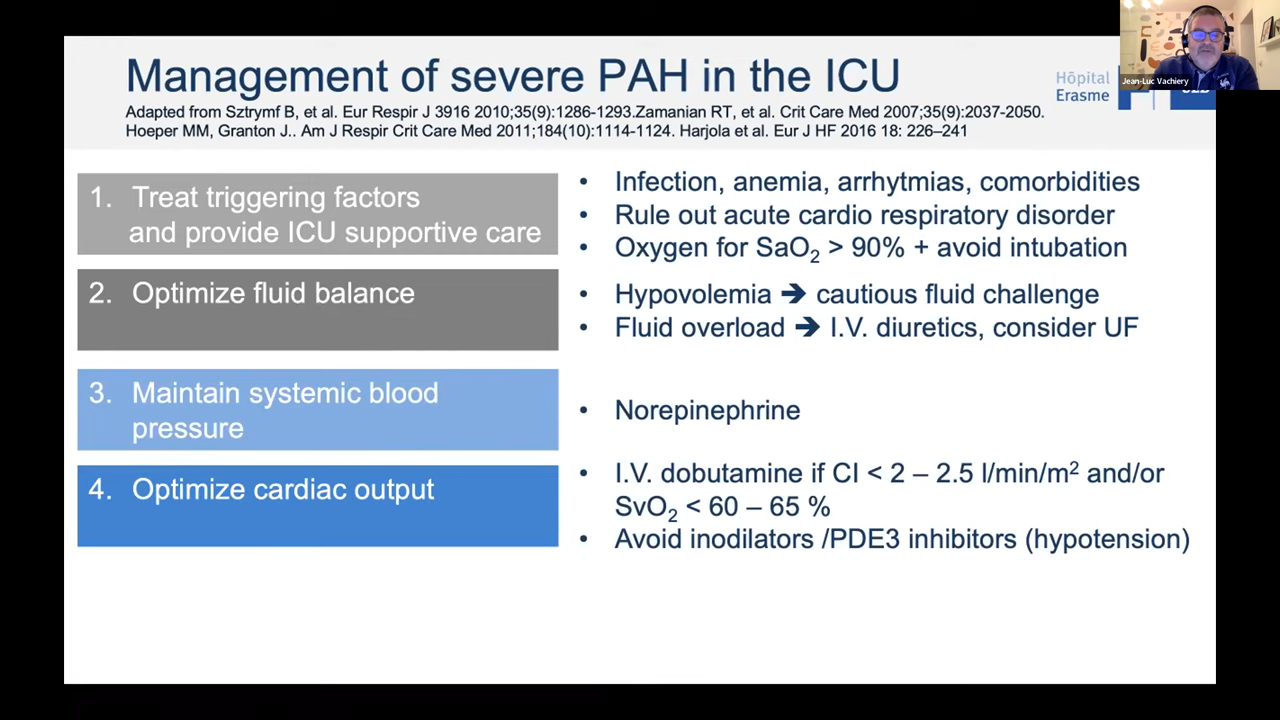 Management of severe PAH in the ICU
Adapted from Sztrymf B, et al. Eur Respir J 3916 2010;35(9):1286-1293.Zamanian RT, et al. Crit Care Med 2007;35(9):2037-2050.
Hoeper MM, Granton J.. Am J Respir Crit Care Med 2011;184(10):1114-1124. Harjola et al. Eur J HF 2016 18: 226–241
Hôpital
Erasme
Jean-Luc Vachiery
1. Treat triggering factors
and provide ICU supportive care
• Infection, anemia, arrhytmias, comorbidities
• Rule out acute cardio respiratory disorder
• Oxygen for SaO₂ > 90% + avoid intubation
2. Optimize fluid balance
• Hypovolemia ➔ cautious fluid challenge
• Fluid overload ➔ I.V. diuretics, consider UF
3. Maintain systemic blood
pressure
• Norepinephrine
4. Optimize cardiac output
• I.V. dobutamine if CI < 2 – 2.5 l/min/m² and/or
SvO₂ < 60 – 65 %
• Avoid inodilators /PDE3 inhibitors (hypotension)